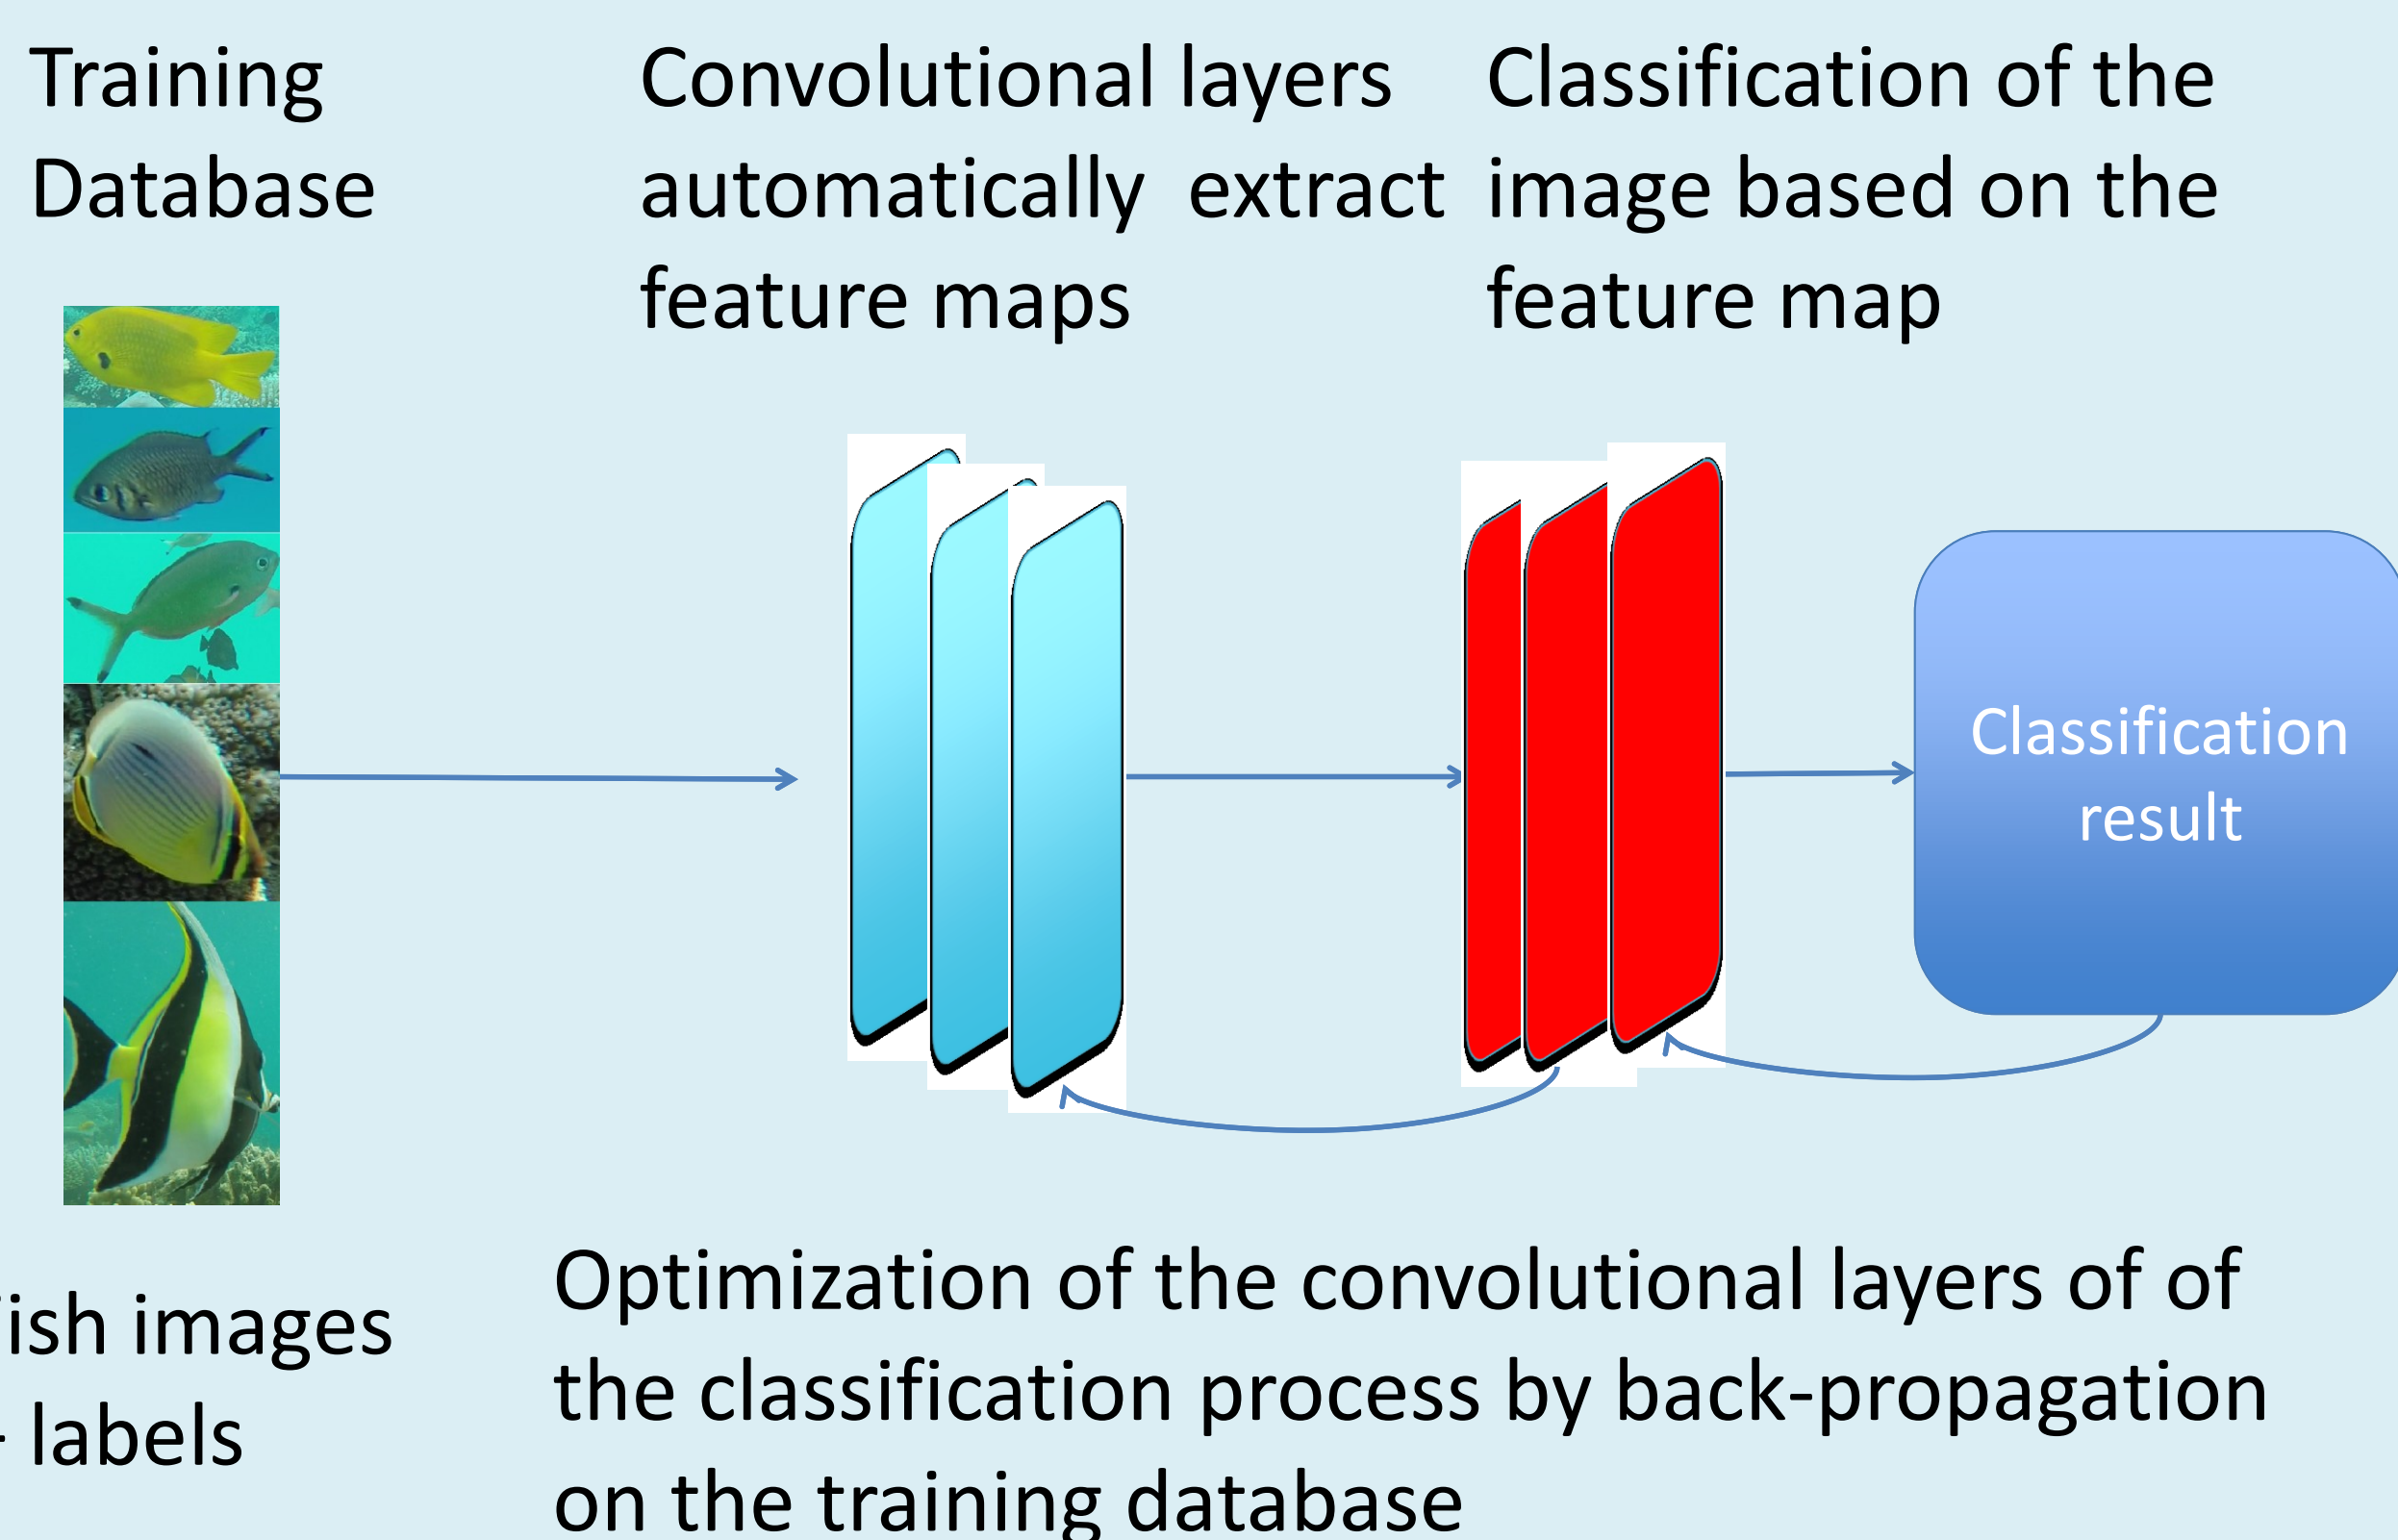 Training
Database
Convolutional layers
automatically extract
feature maps
Classification of the
image based on the
feature map
Classification
result
ish images
labels
Optimization of the convolutional layers of of
the classification process by back-propagation
on the training database